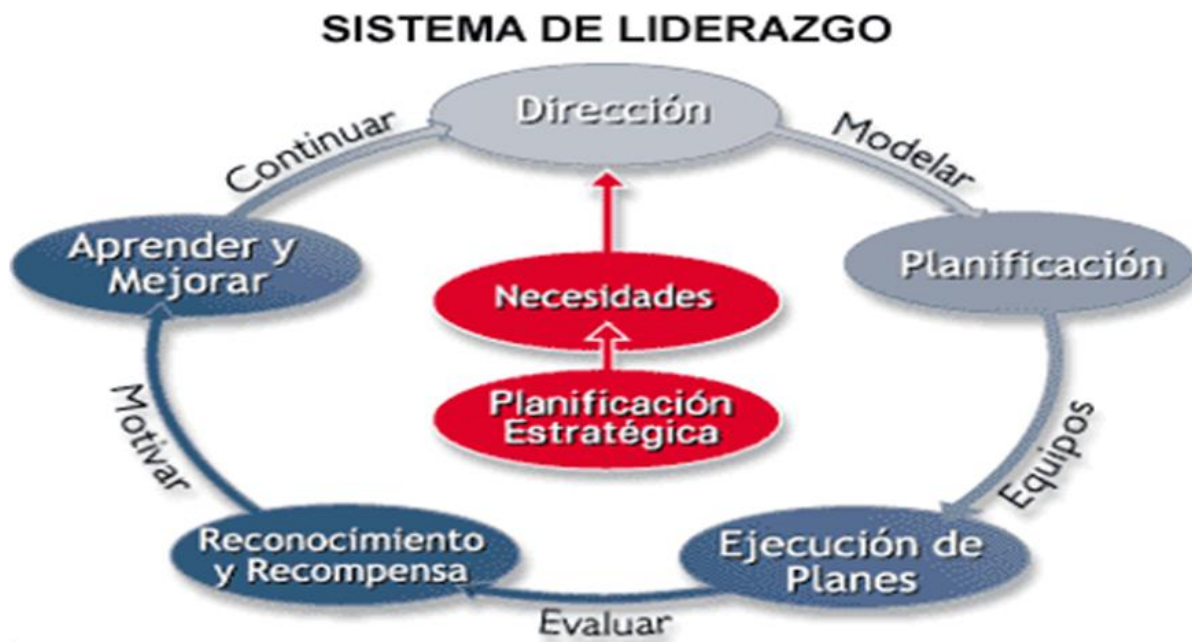 SISTEMA DE LIDERAZGO
Dirección
Modelar
Planificación
Equipos
Ejecución de
Planes
Evaluar
Reconocimiento
y Recompensa
Motivar
Aprender y
Mejorar
Continuar
Necesidades
Planificación
Estratégica